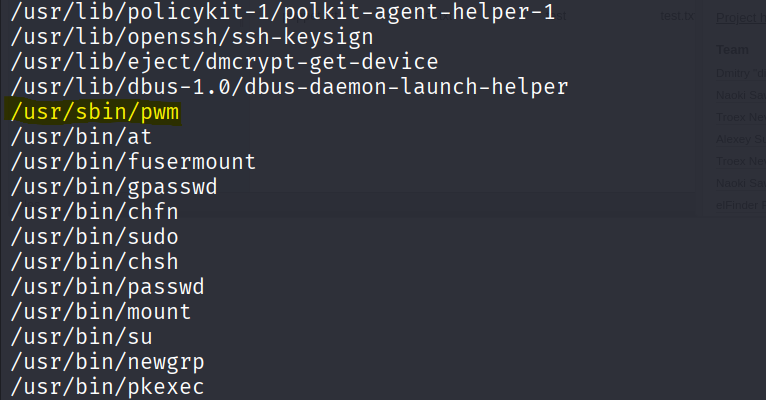 /usr/lib/policykit-1/polkit-agent-helper-1
/usr/lib/openssh/ssh-keysign
/usr/lib/eject/dmcrypt-get-device
/usr/lib/dbus-1.0/dbus-daemon-launch-helper
/usr/sbin/pwm
/usr/bin/at
/usr/bin/fusermount
/usr/bin/gpasswd
/usr/bin/chfn
/usr/bin/sudo
/usr/bin/chsh
/usr/bin/passwd
/usr/bin/mount
/usr/bin/su
/usr/bin/newgrp
/usr/bin/pkexec
Project
Team